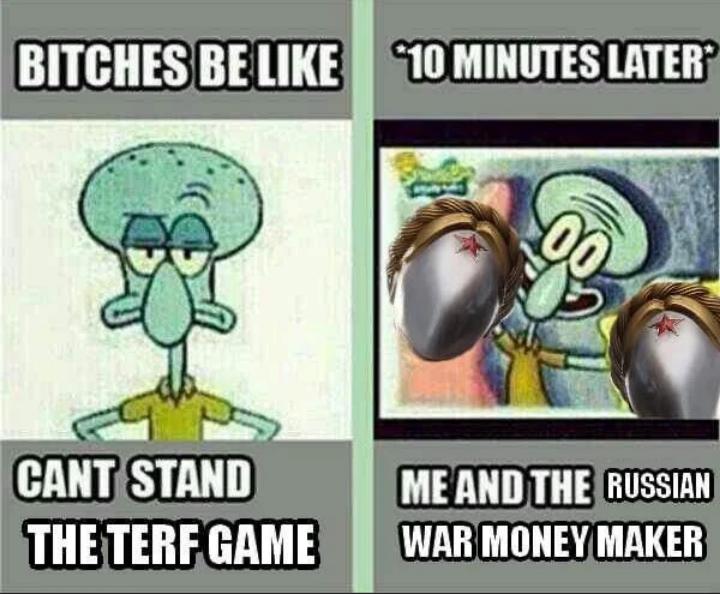 BITCHES BE LIKE
CANT STAND
THE TERF GAME
*10 MINUTES LATER*
ME AND THE RUSSIAN
WAR MONEY MAKER